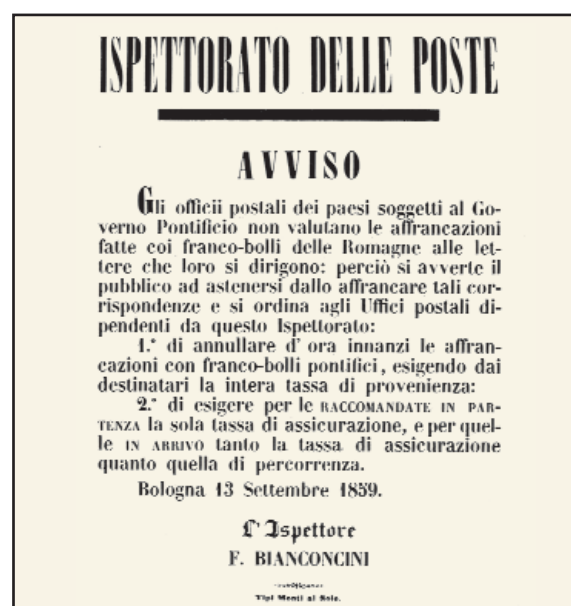 ISPETTORATO DELLE POSTE
AVVISO
Gli officii postali dei paesi soggetti al Go-
verno Pontificio non valutano le affrancazioni
fatte coi franco-bolli delle Romagne alle let-
tere che loro si dirigono: perciò si avverte il
pubblico ad astenersi dallo affrancare tali cor-
rispondenze e si ordina agli Uffici postali di-
pendenti da questo Ispettorato:
1.° di annullare d' ora innanzi le affran-
cazioni con franco-bolli pontifici, esigendo dai
destinatari la intera tassa di provenienza:
2.° di esigere per le RACCOMANDATE IN PAR-
TENZA la sola tassa di assicurazione, e per quel-
le IN ARRIVO tanto la tassa di assicurazione
quanto quella di percorrenza.
Bologna 13 Settembre 1859.
L' Ispettore
F. BIANCONCINI
Tipi Monti al Sole.